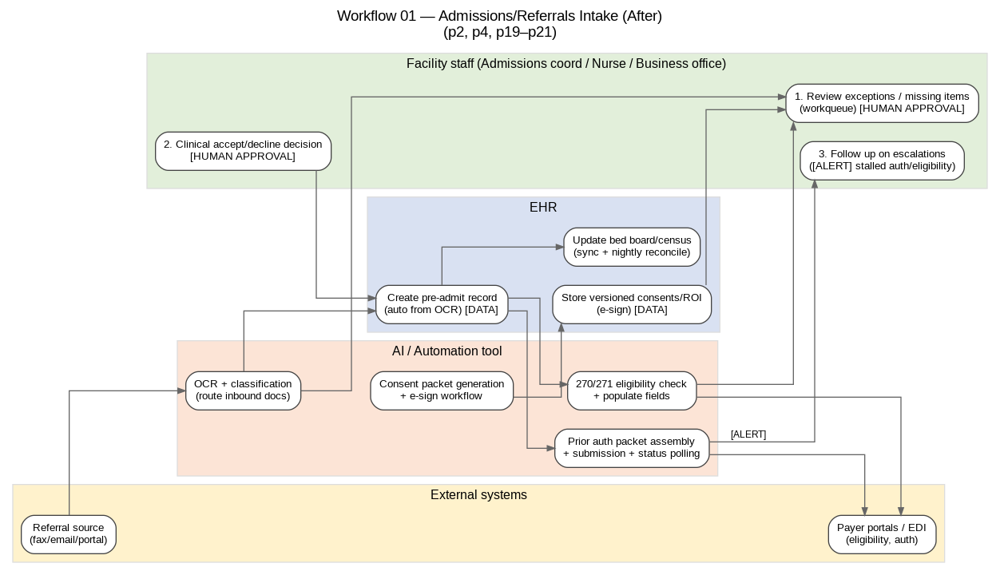 Workflow 01 — Admissions/Referrals Intake (After)
(p2, p4, p19–p21)
Facility staff (Admissions coord / Nurse / Business office)
1. Review exceptions / missing items
(workqueue) [HUMAN APPROVAL]
2. Clinical accept/decline decision
[HUMAN APPROVAL]
3. Follow up on escalations
([ALERT] stalled auth/eligibility)
EHR
Update bed board/census
(sync + nightly reconcile)
Create pre-admit record
(auto from OCR) [DATA]
Store versioned consents/ROI
(e-sign) [DATA]
AI / Automation tool
OCR + classification
(route inbound docs)
Consent packet generation
+ e-sign workflow
270/271 eligibility check
+ populate fields
Prior auth packet assembly
+ submission + status polling
[ALERT]
External systems
Referral source
(fax/email/portal)
Payer portals / EDI
(eligibility, auth)